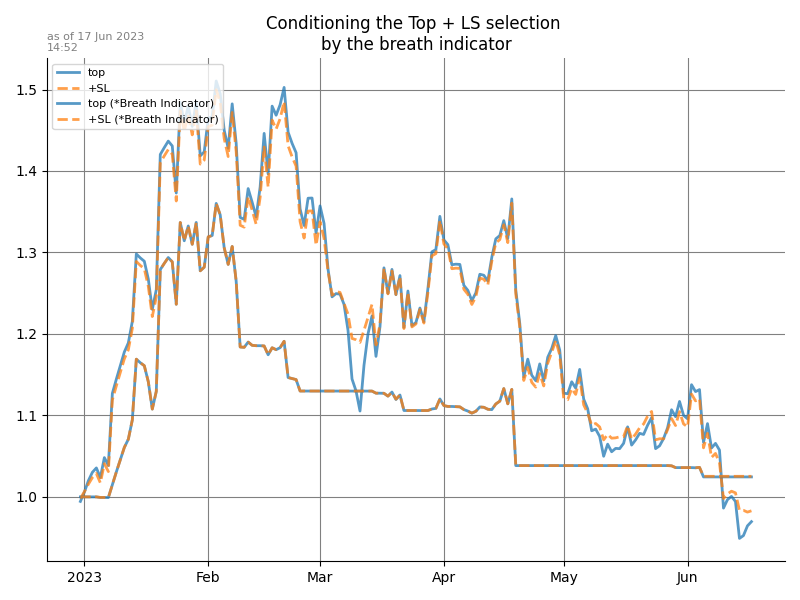 Conditioning the Top + LS selection
by the breath indicator
as of 17 Jun 2023
14:52
top
+SL
top (*Breath Indicator)
+SL (*Breath Indicator)
1.5
1.4
1.3
1.2
1.1
1.0
2023 Feb Mar Apr May Jun